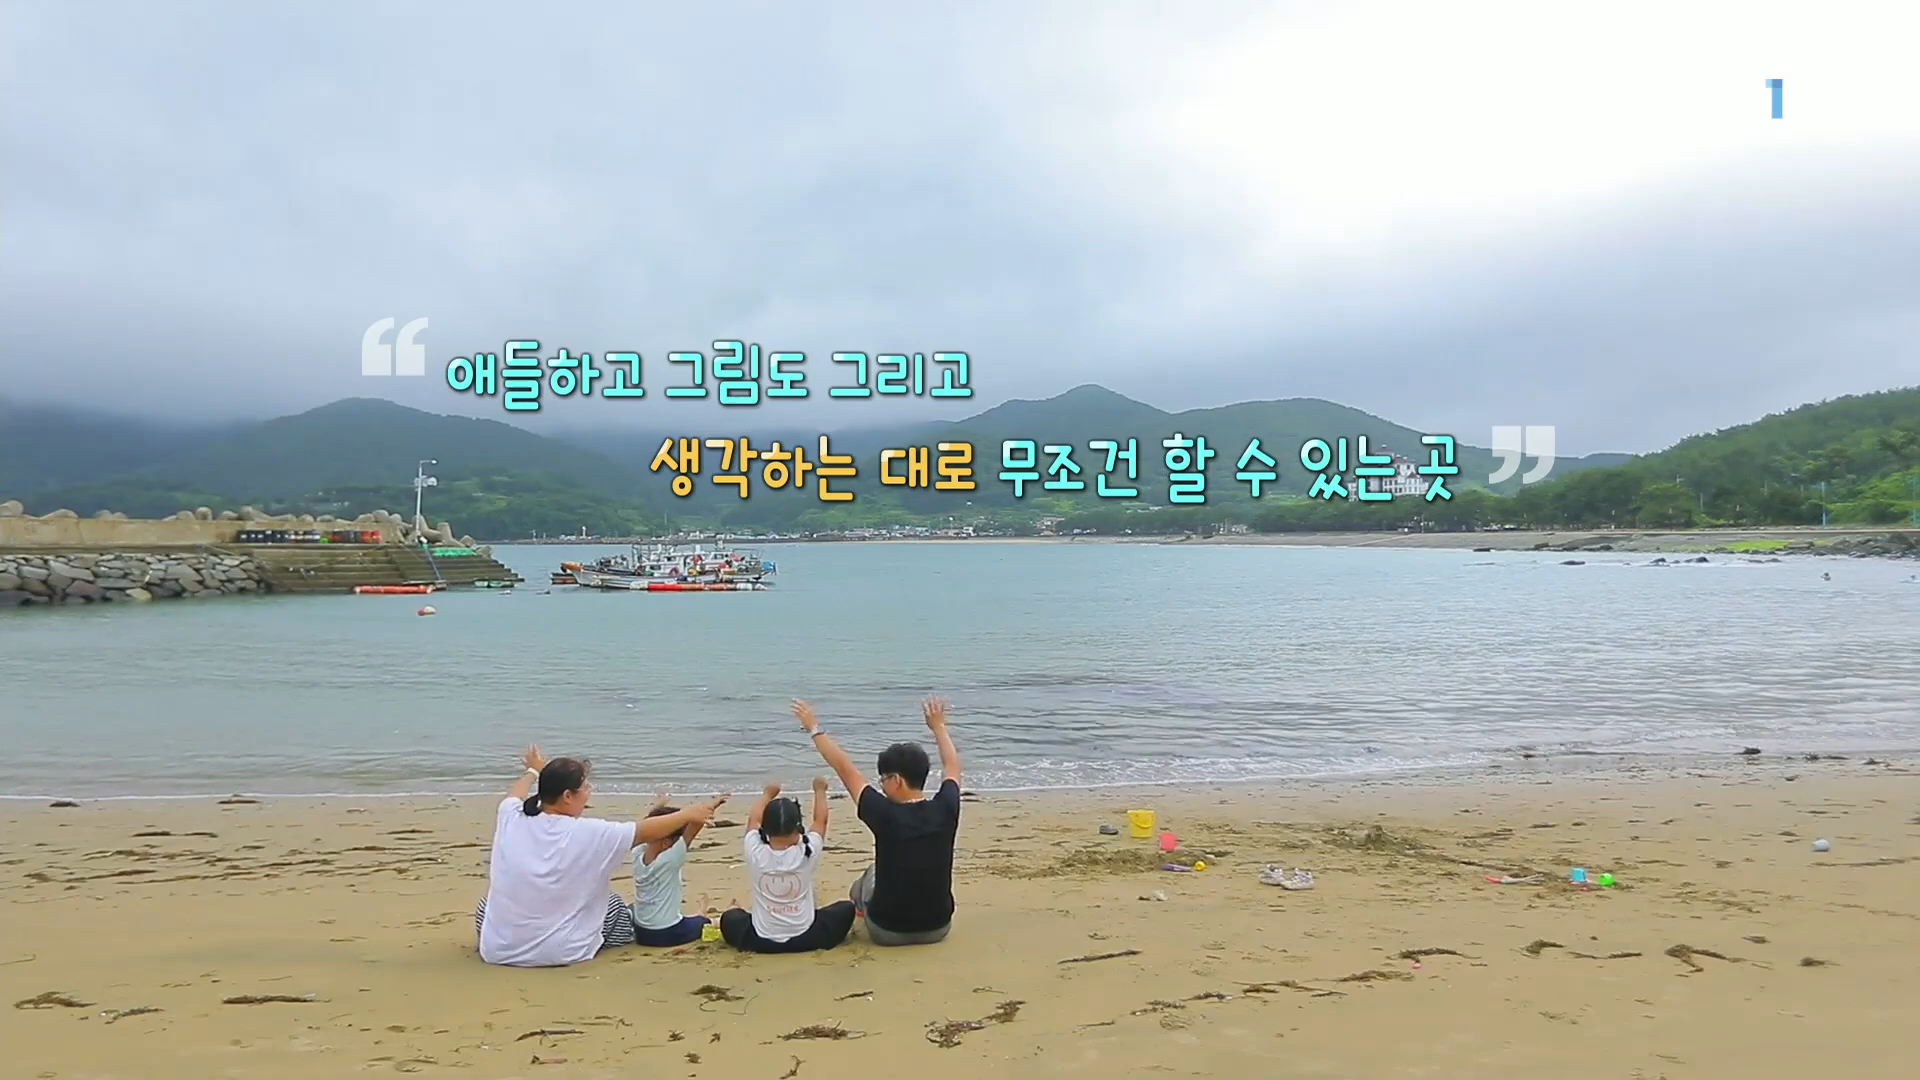 1
“애들하고 그림도 그리고
생각하는 대로 무조건 할 수 있는 곳”